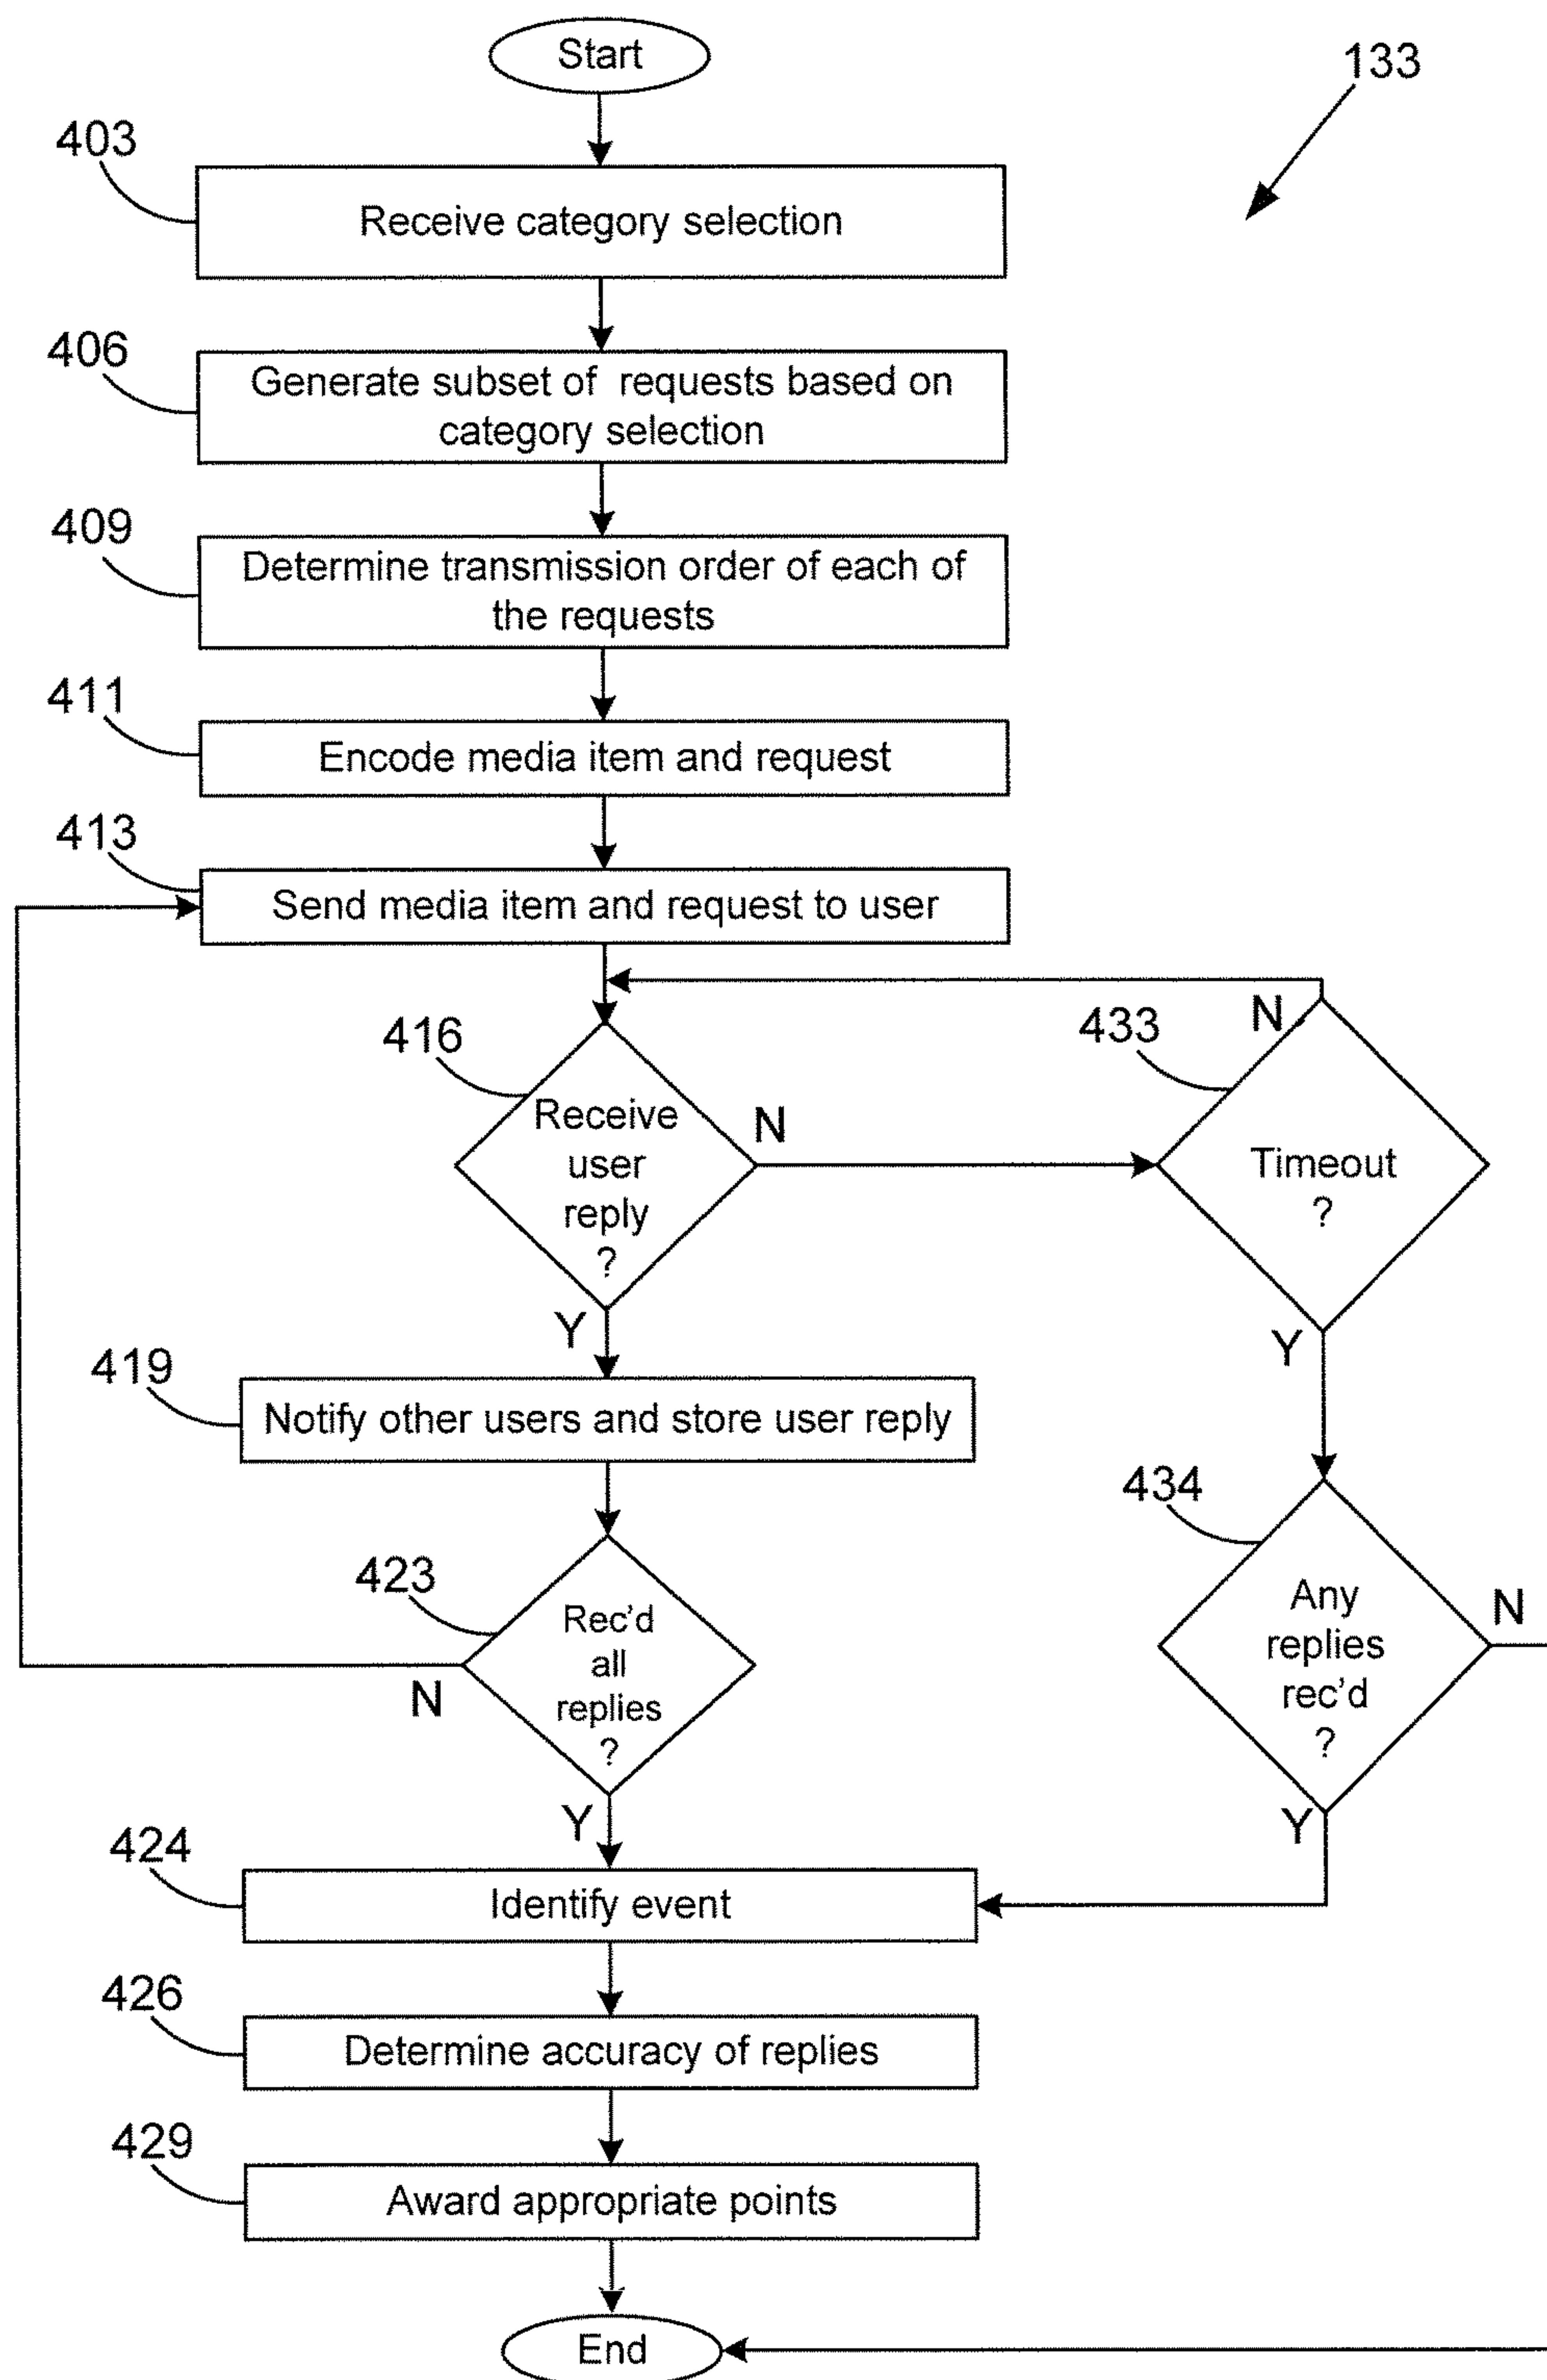 Start
133
403
Receive category selection
406
Generate subset of requests based on
category selection
409
Determine transmission order of each of
the requests
411
Encode media item and request
413
Send media item and request to user
416
Receive
user
reply
?
N
Y
433
N
Timeout
?
Y
419
Notify other users and store user reply
434
Any
replies
rec'd
?
N
Y
423
Rec'd
all
replies
?
N
Y
424
Identify event
426
Determine accuracy of replies
429
Award appropriate points
End